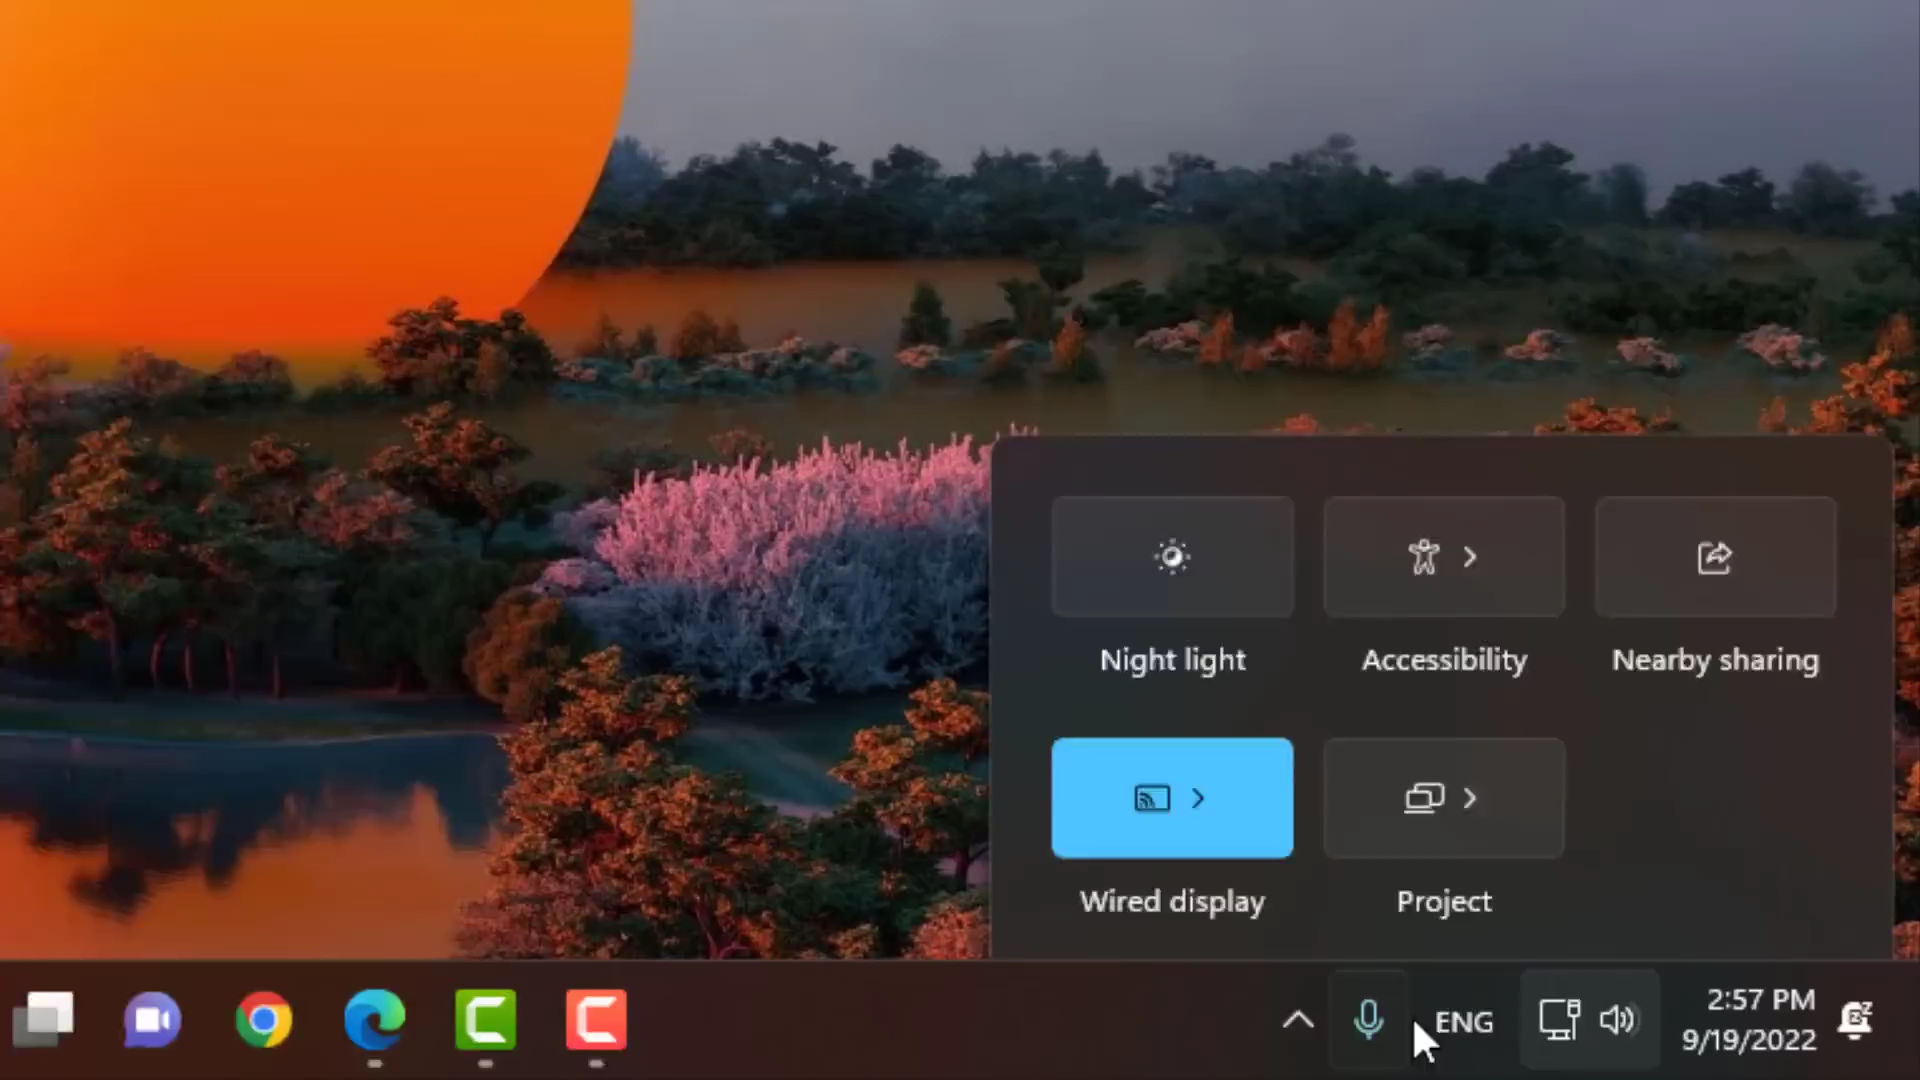 Night light
Accessibility
Nearby sharing
Wired display
Project
ENG
2:57 PM
9/19/2022